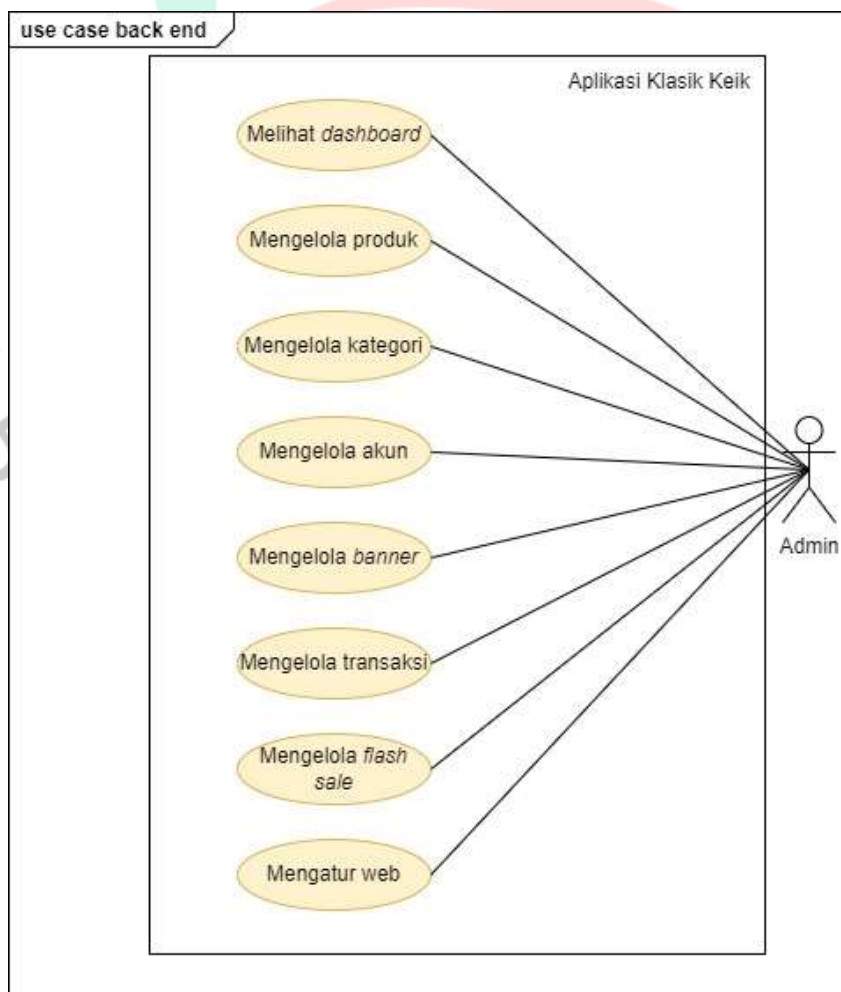 use case back end
Aplikasi Klasik Keik
Melihat dashboard
Mengelola produk
Mengelola kategori
Mengelola akun
Admin
Mengelola banner
Mengelola transaksi
Mengelola flash
sale
Mengatur web